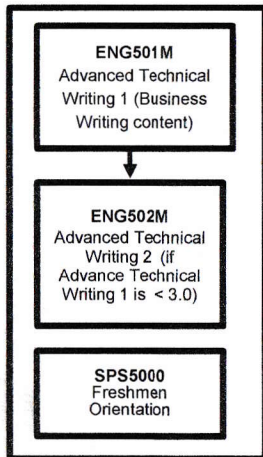 ENG501M
Advanced Technical
Writing 1 (Business
Writing content)
ENG502M
Advanced Technical
Writing 2 (if
Advance Technical
Writing 1 is < 3.0)
SPS5000
Freshmen
Orientation